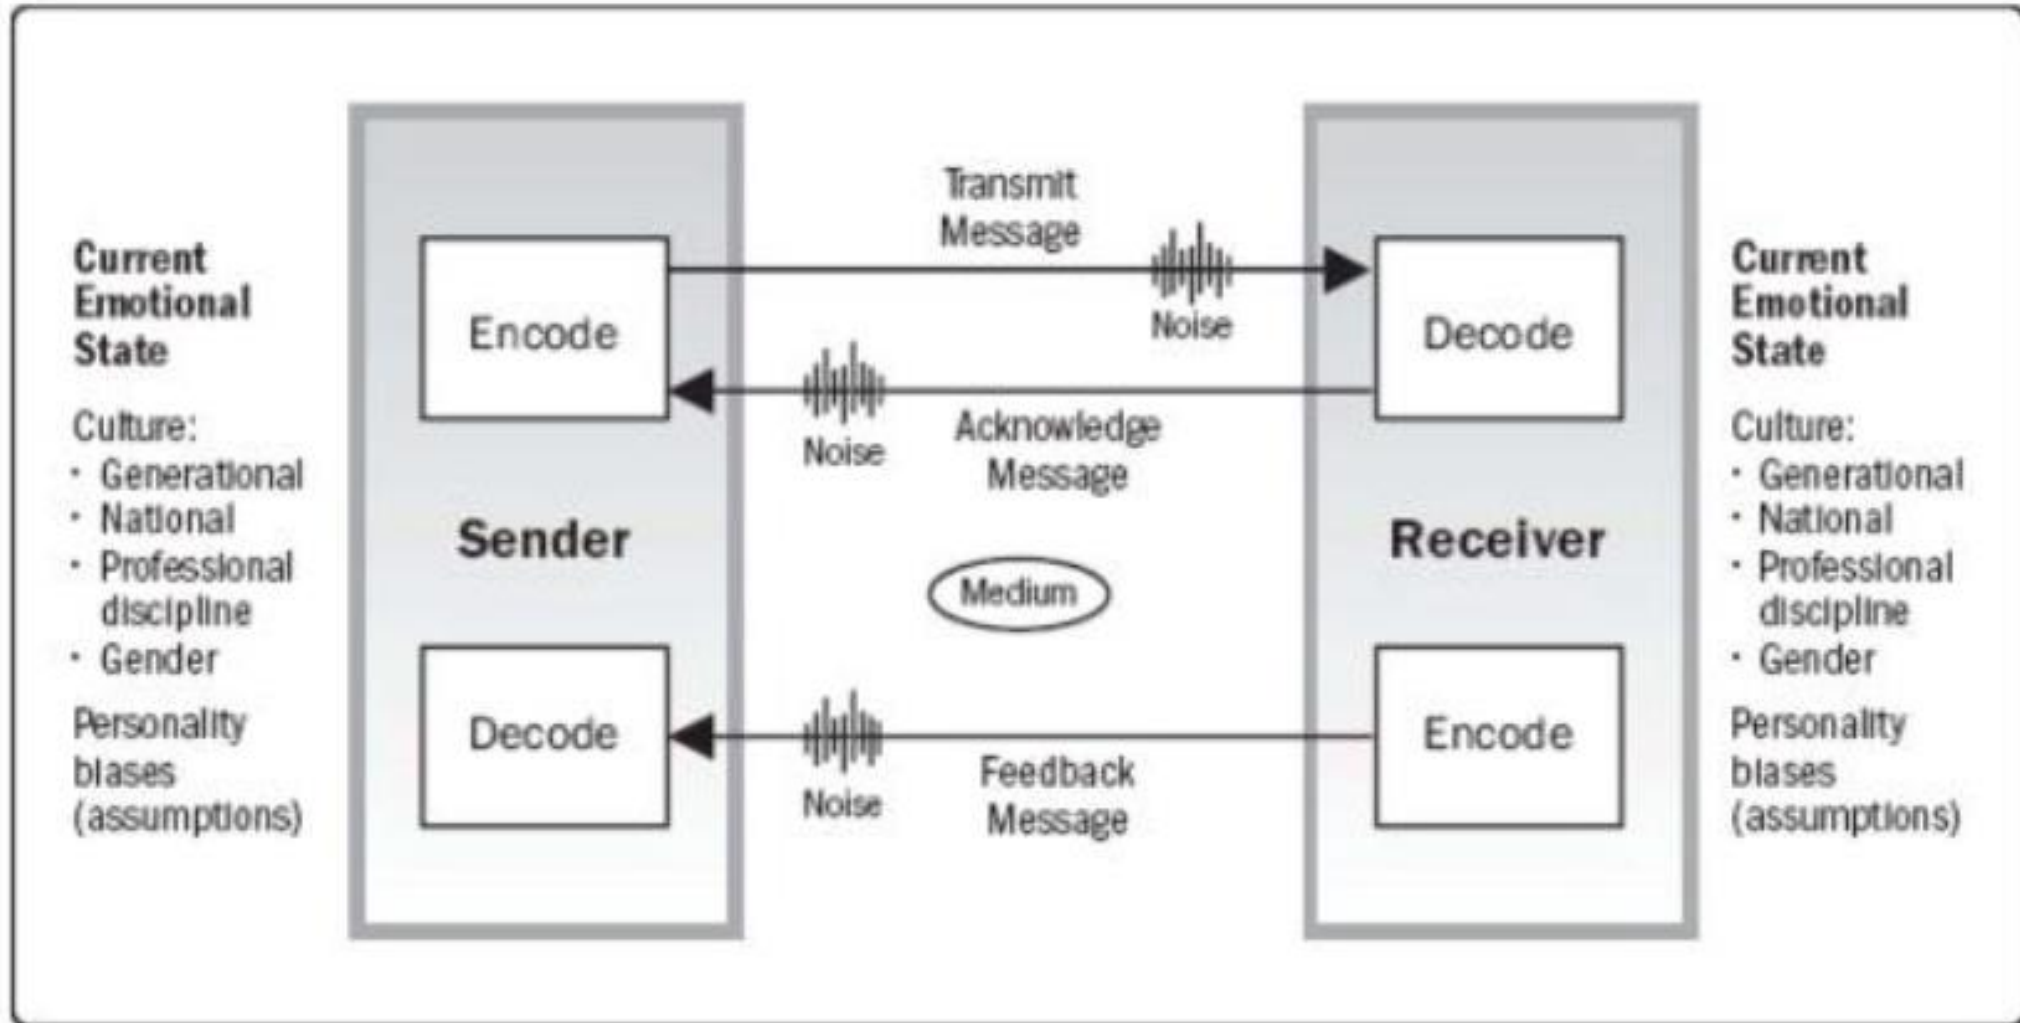 Current
Emotional
State
Culture:
· Generational
· National
· Professional
discipline
· Gender
Personality
biases
(assumptions)
Encode
Sender
Decode
Transmit
Message
Noise
Noise
Acknowledge
Message
Medium
Noise
Feedback
Message
Decode
Receiver
Encode
Current
Emotional
State
Culture:
· Generational
· National
· Professional
discipline
· Gender
Personality
biases
(assumptions)